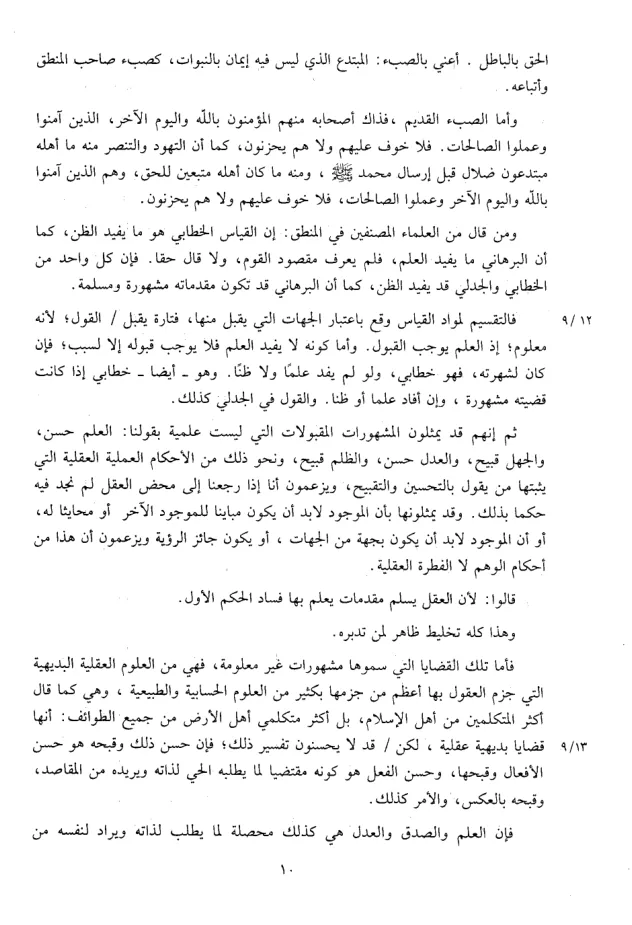 الحق بالباطل . أعني بالصبء: المبتدع الذي ليس فيه إيمان بالنبوات، كصبء صاحب المنطق
وأتباعه.
وأما الصبء القديم ،فذاك أصحابه منهم المؤمنون بالله واليوم الآخر، الذين آمنوا
وعملوا الصالحات. فلا خوف عليهم ولا هم يحزنون، كما أن التهود والتنصر منه ما أهله
مبتدعون ضلال قبل إرسال محمد ﷺ ، ومنه ما كان أهله متبعين للحق، وهم الذين آمنوا
بالله واليوم الآخر وعملوا الصالحات، فلا خوف عليهم ولا هم يحزنون.
ومن قال من العلماء المصنفين في المنطق: إن القياس الخطابي هو ما يفيد الظن، كما
أن البرهاني ما يفيد العلم، فلم يعرف مقصود القوم، ولا قال حقا. فإن كل واحد من
الخطابي والجدلي قد يفيد الظن، كما أن البرهاني قد تكون مقدماته مشهورة ومسلمة.
فالتقسيم لمواد القياس وقع باعتبار الجهات التي يقبل منها، فتارة يقبل / القول؛ لأنه ٩/١٢
معلوم؛ إذ العلم يوجب القبول. وأما كونه لا يفيد العلم فلا يوجب قبوله إلا لسبب؛ فإن
كان لشهرته، فهو خطابي، ولو لم يفد علمًا ولا ظنًا. وهو ـ أيضا ـ خطابي إذا كانت
قضيته مشهورة ، وإن أفاد علما أو ظنا. والقول في الجدلي كذلك.
ثم إنهم قد يمثلون المشهورات المقبولات التي ليست علمية بقولنا: العلم حسن،
والجهل قبيح، والعدل حسن، والظلم قبيح، ونحو ذلك من الأحكام العملية العقلية التي
يثبتها من يقول بالتحسين والتقبيح، ويزعمون أنا إذا رجعنا إلى محض العقل لم نجد فيه
حكما بذلك. وقد يمثلونها بأن الموجود لابد أن يكون مباينا للموجود الآخر أو محايثا له،
أو أن الموجود لابد أن يكون بجهة من الجهات ، أو يكون جائز الرؤية ويزعمون أن هذا من
أحكام الوهم لا الفطرة العقلية.
قالوا: لأن العقل يسلم مقدمات يعلم بها فساد الحكم الأول.
وهذا كله تخليط ظاهر لمن تدبره.
فأما تلك القضايا التي سموها مشهورات غير معلومة، فهي من العلوم العقلية البديهية
التي جزم العقول بها أعظم من جزمها بكثير من العلوم الحسابية والطبيعية ، وهي كما قال
أكثر المتكلمين من أهل الإسلام، بل أكثر متكلمي أهل الأرض من جميع الطوائف: أنها
قضايا بديهية عقلية ، لكن / قد لا يحسنون تفسير ذلك؛ فإن حسن ذلك وقبحه هو حسن ٩/١٣
الأفعال وقبحها، وحسن الفعل هو كونه مقتضيا لما يطلبه الحي لذاته ويريده من المقاصد،
وقبحه بالعكس، والأمر كذلك.
فإن العلم والصدق والعدل هي كذلك محصلة لما يطلب لذاته ويراد لنفسه من
١٠